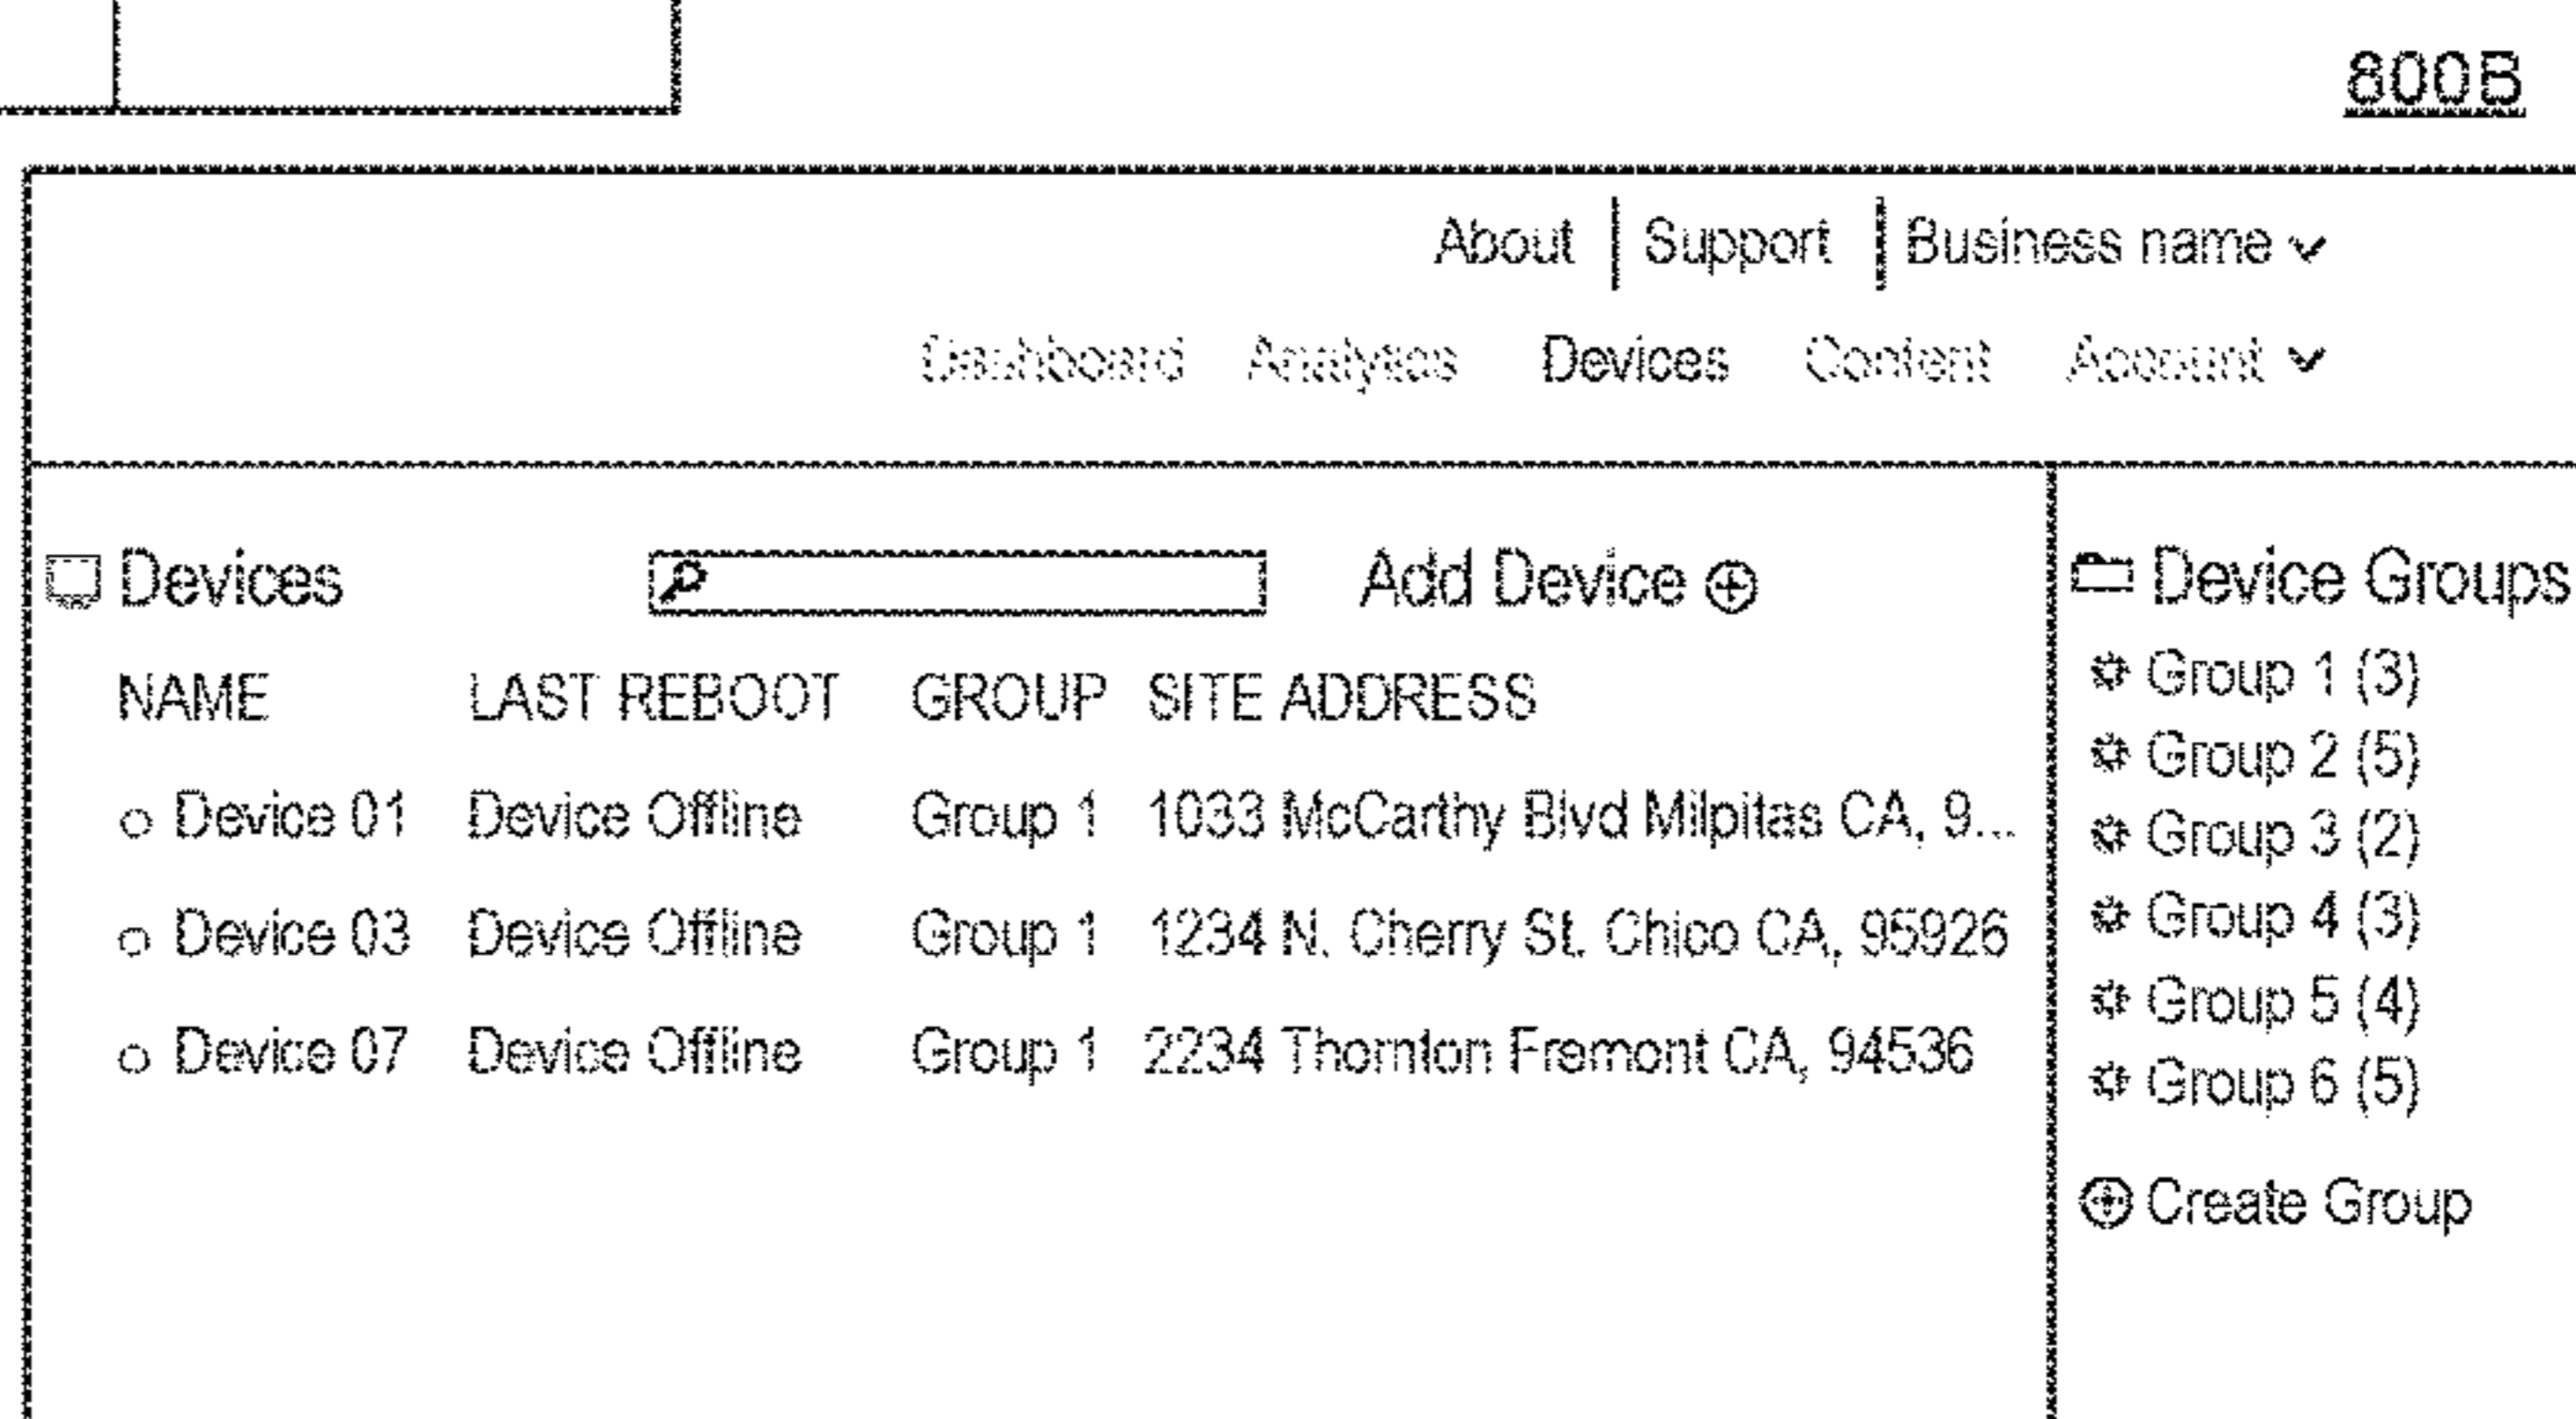 800B
About Support Business name
Dashboard Analytics Devices Content Account
Devices Add Device Device Groups
NAME LAST REBOOT GROUP SITE ADDRESS
Device 01 Device Offline Group 1 1033 McCarthy Blvd Milpitas CA, 9...
Device 03 Device Offline Group 1 1234 N. Cherry St. Chico CA, 95926
Device 07 Device Offline Group 1 2234 Thornton Fremont CA, 94536
Group 1 (3)
Group 2 (5)
Group 3 (2)
Group 4 (3)
Group 5 (4)
Group 6 (5)
Create Group